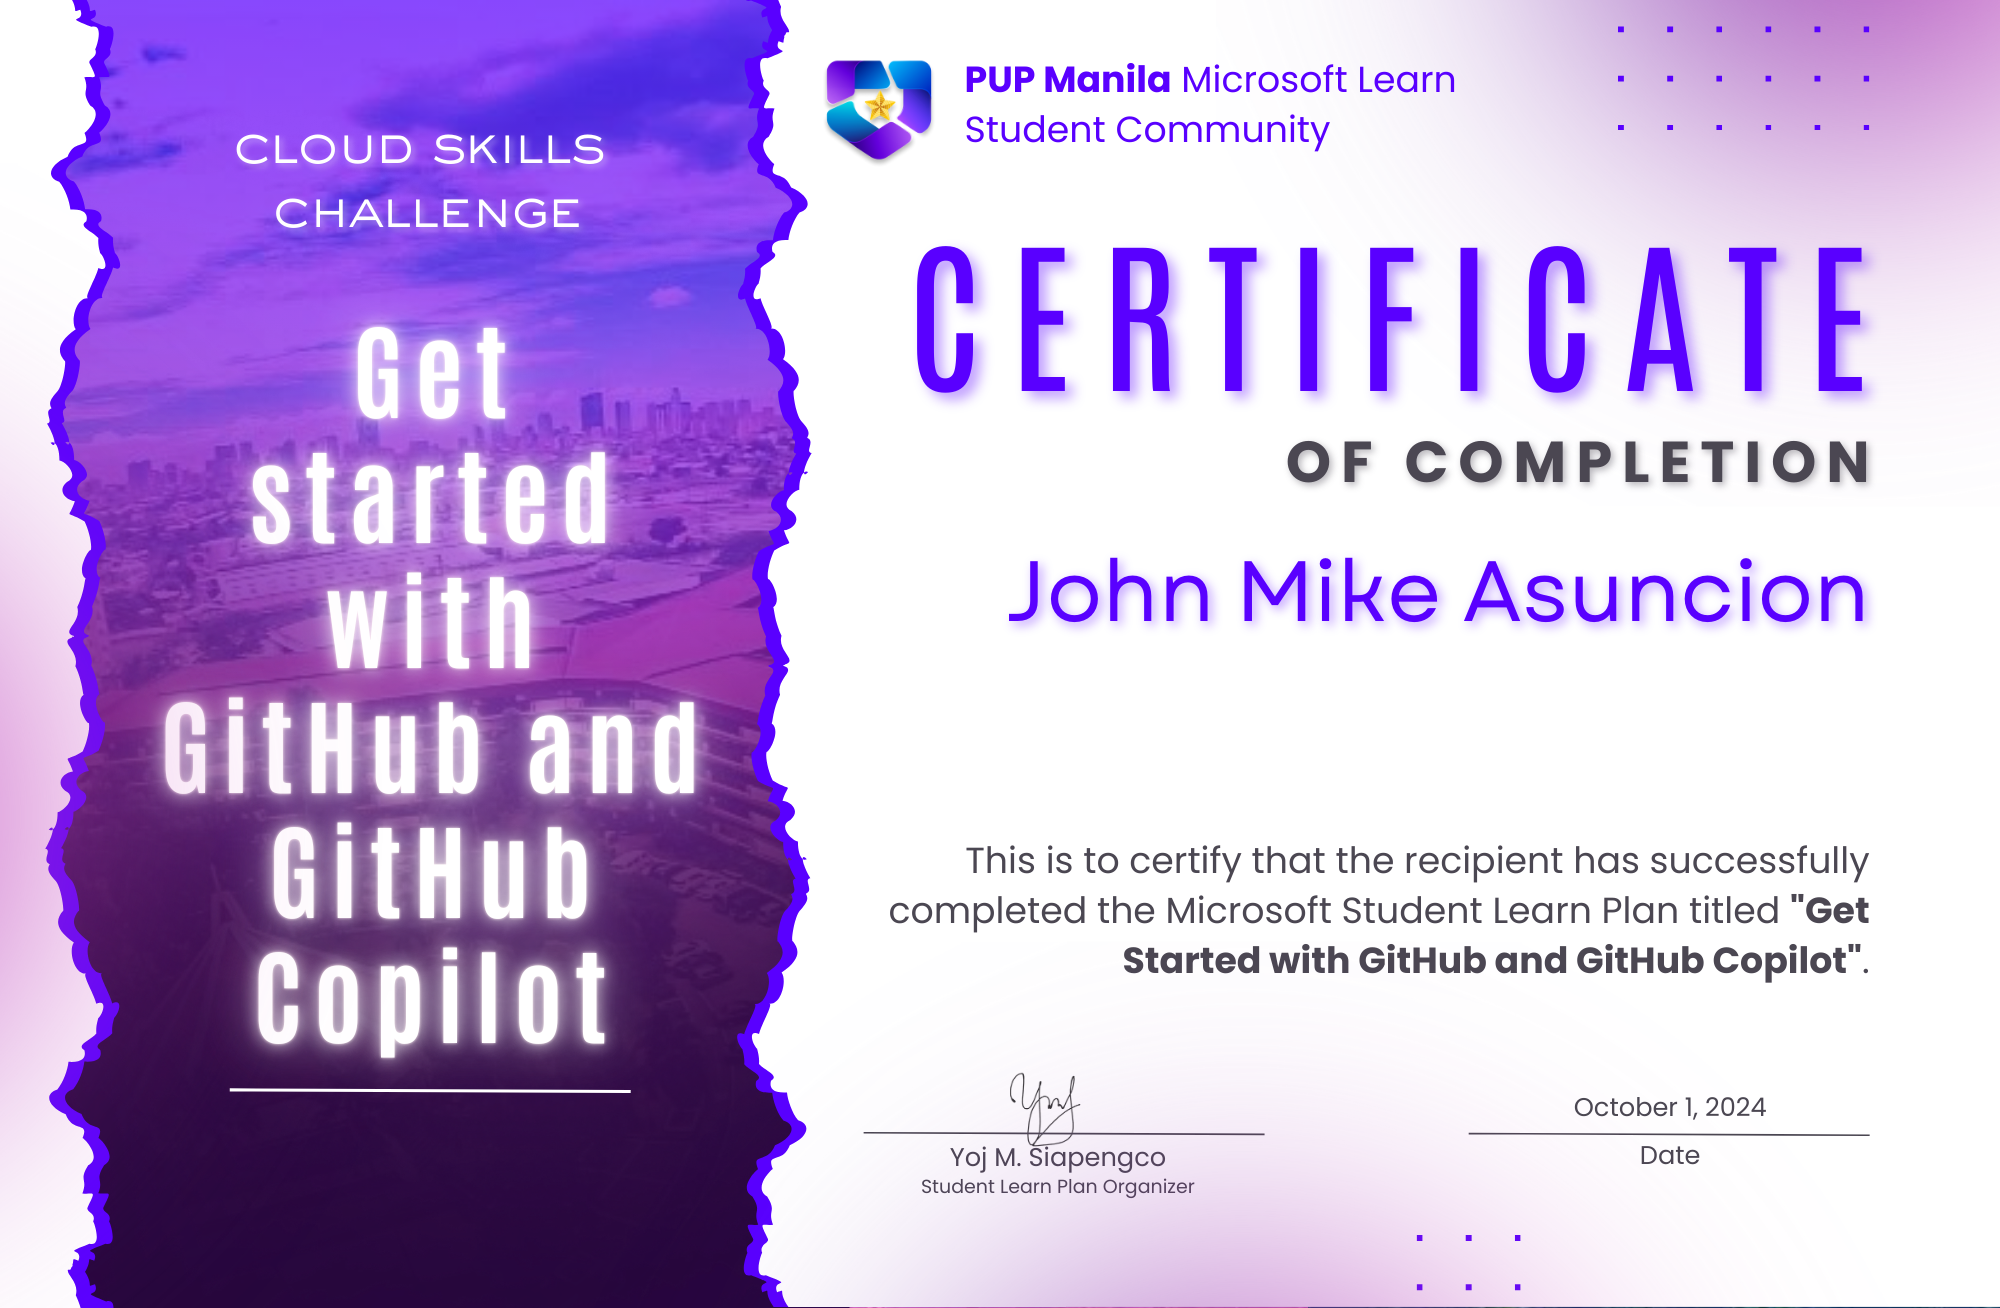 CLOUD SKILLS
CHALLENGE
Get
started
with
GitHub and
GitHub
Copilot
PUP Manila Microsoft Learn
Student Community
CERTIFICATE
OF COMPLETION
John Mike Asuncion
This is to certify that the recipient has successfully
completed the Microsoft Student Learn Plan titled "Get
Started with GitHub and GitHub Copilot".
Yoj M. Siapengco
Student Learn Plan Organizer
October 1, 2024
Date